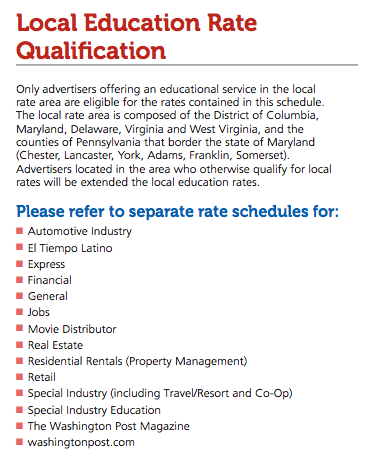 Local Education Rate
Qualification
Only advertisers offering an educational service in the local
rate area are eligible for the rates contained in this schedule.
The local rate area is composed of the District of Columbia,
Maryland, Delaware, Virginia and West Virginia, and the
counties of Pennsylvania that border the state of Maryland
(Chester, Lancaster, York, Adams, Franklin, Somerset).
Advertisers located in the area who otherwise qualify for local
rates will be extended the local education rates.
Please refer to separate rate schedules for:
■ Automotive Industry
■ El Tiempo Latino
■ Express
■ Financial
■ General
■ Jobs
■ Movie Distributor
■ Real Estate
■ Residential Rentals (Property Management)
■ Retail
■ Special Industry (including Travel/Resort and Co-Op)
■ Special Industry Education
■ The Washington Post Magazine
■ washingtonpost.com